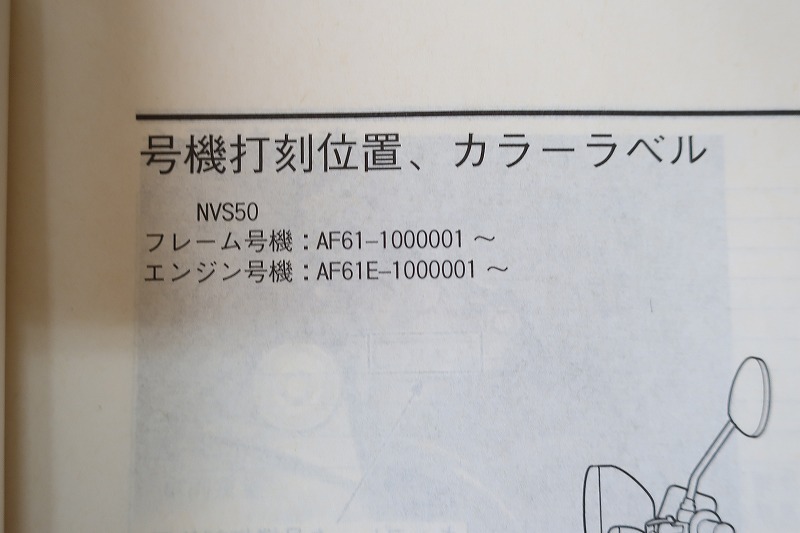 号機打刻位置、カラーラベル
NVS50
フレーム号機：AF61-1000001 ～
エンジン号機：AF61E-1000001 ～